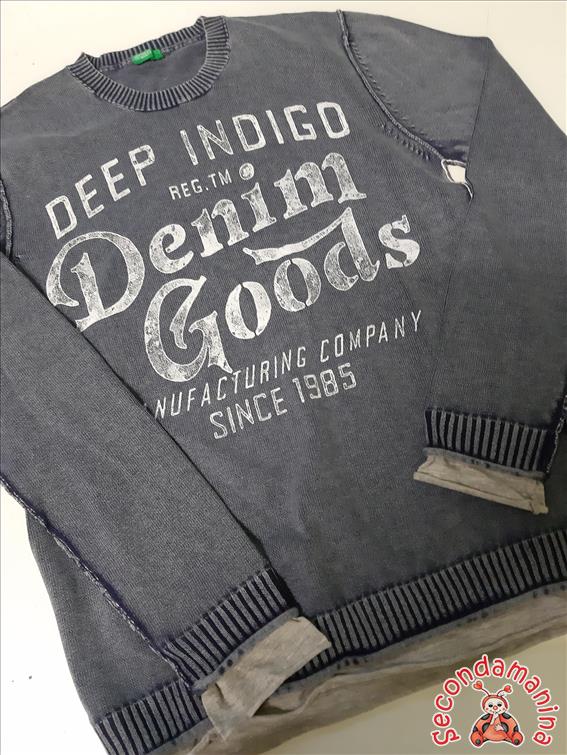 DEEP INDIGO
REG.TM
Denim
Goods
NUFACTURING COMPANY
SINCE 1985
secondamanina